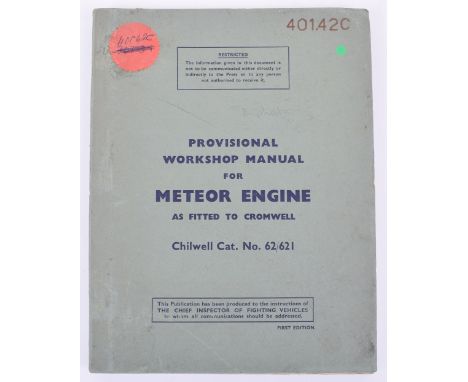 401.42C
401.42C
RESTRICTED
The information given in this document is
not to be communicated either directly or
indirectly to the Press or to any person
not authorised to receive it.
PROVISIONAL
WORKSHOP MANUAL
FOR
METEOR ENGINE
AS FITTED TO CROMWELL
Chilwell Cat. No. 62/621
This Publication has been produced to the instructions of
THE CHIEF INSPECTOR OF FIGHTING VEHICLES
to whom all communications should be addressed.
FIRST EDITION